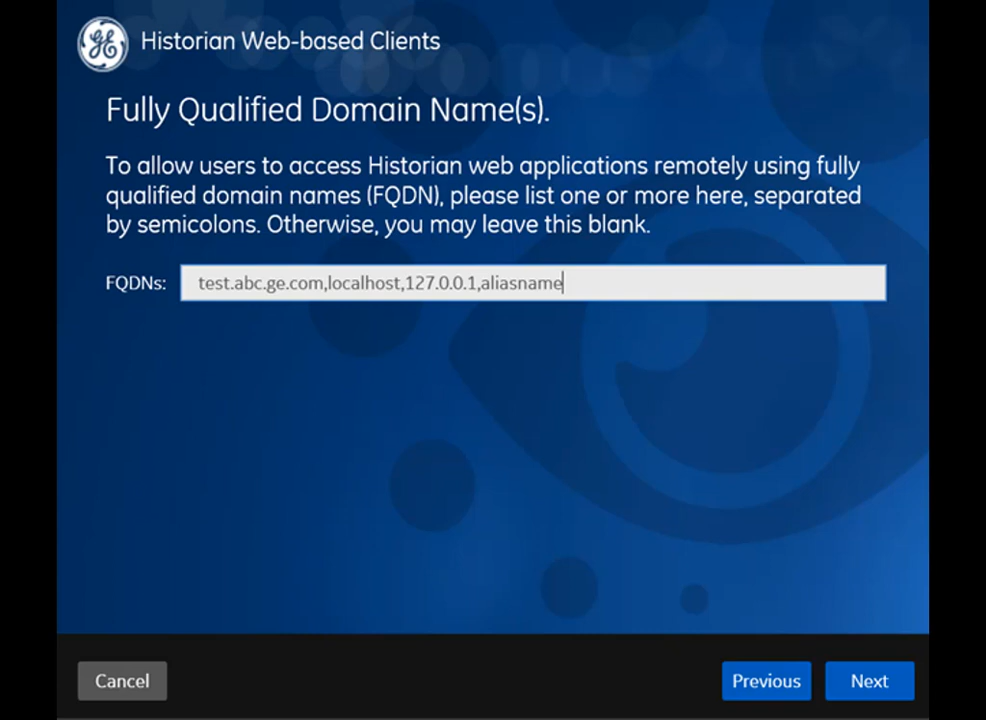 Historian Web-based Clients
Fully Qualified Domain Name(s).
To allow users to access Historian web applications remotely using fully
qualified domain names (FQDN), please list one or more here, separated
by semicolons. Otherwise, you may leave this blank.
FQDNs: test.abc.ge.com,localhost,127.0.0.1,aliasname
Cancel Previous Next